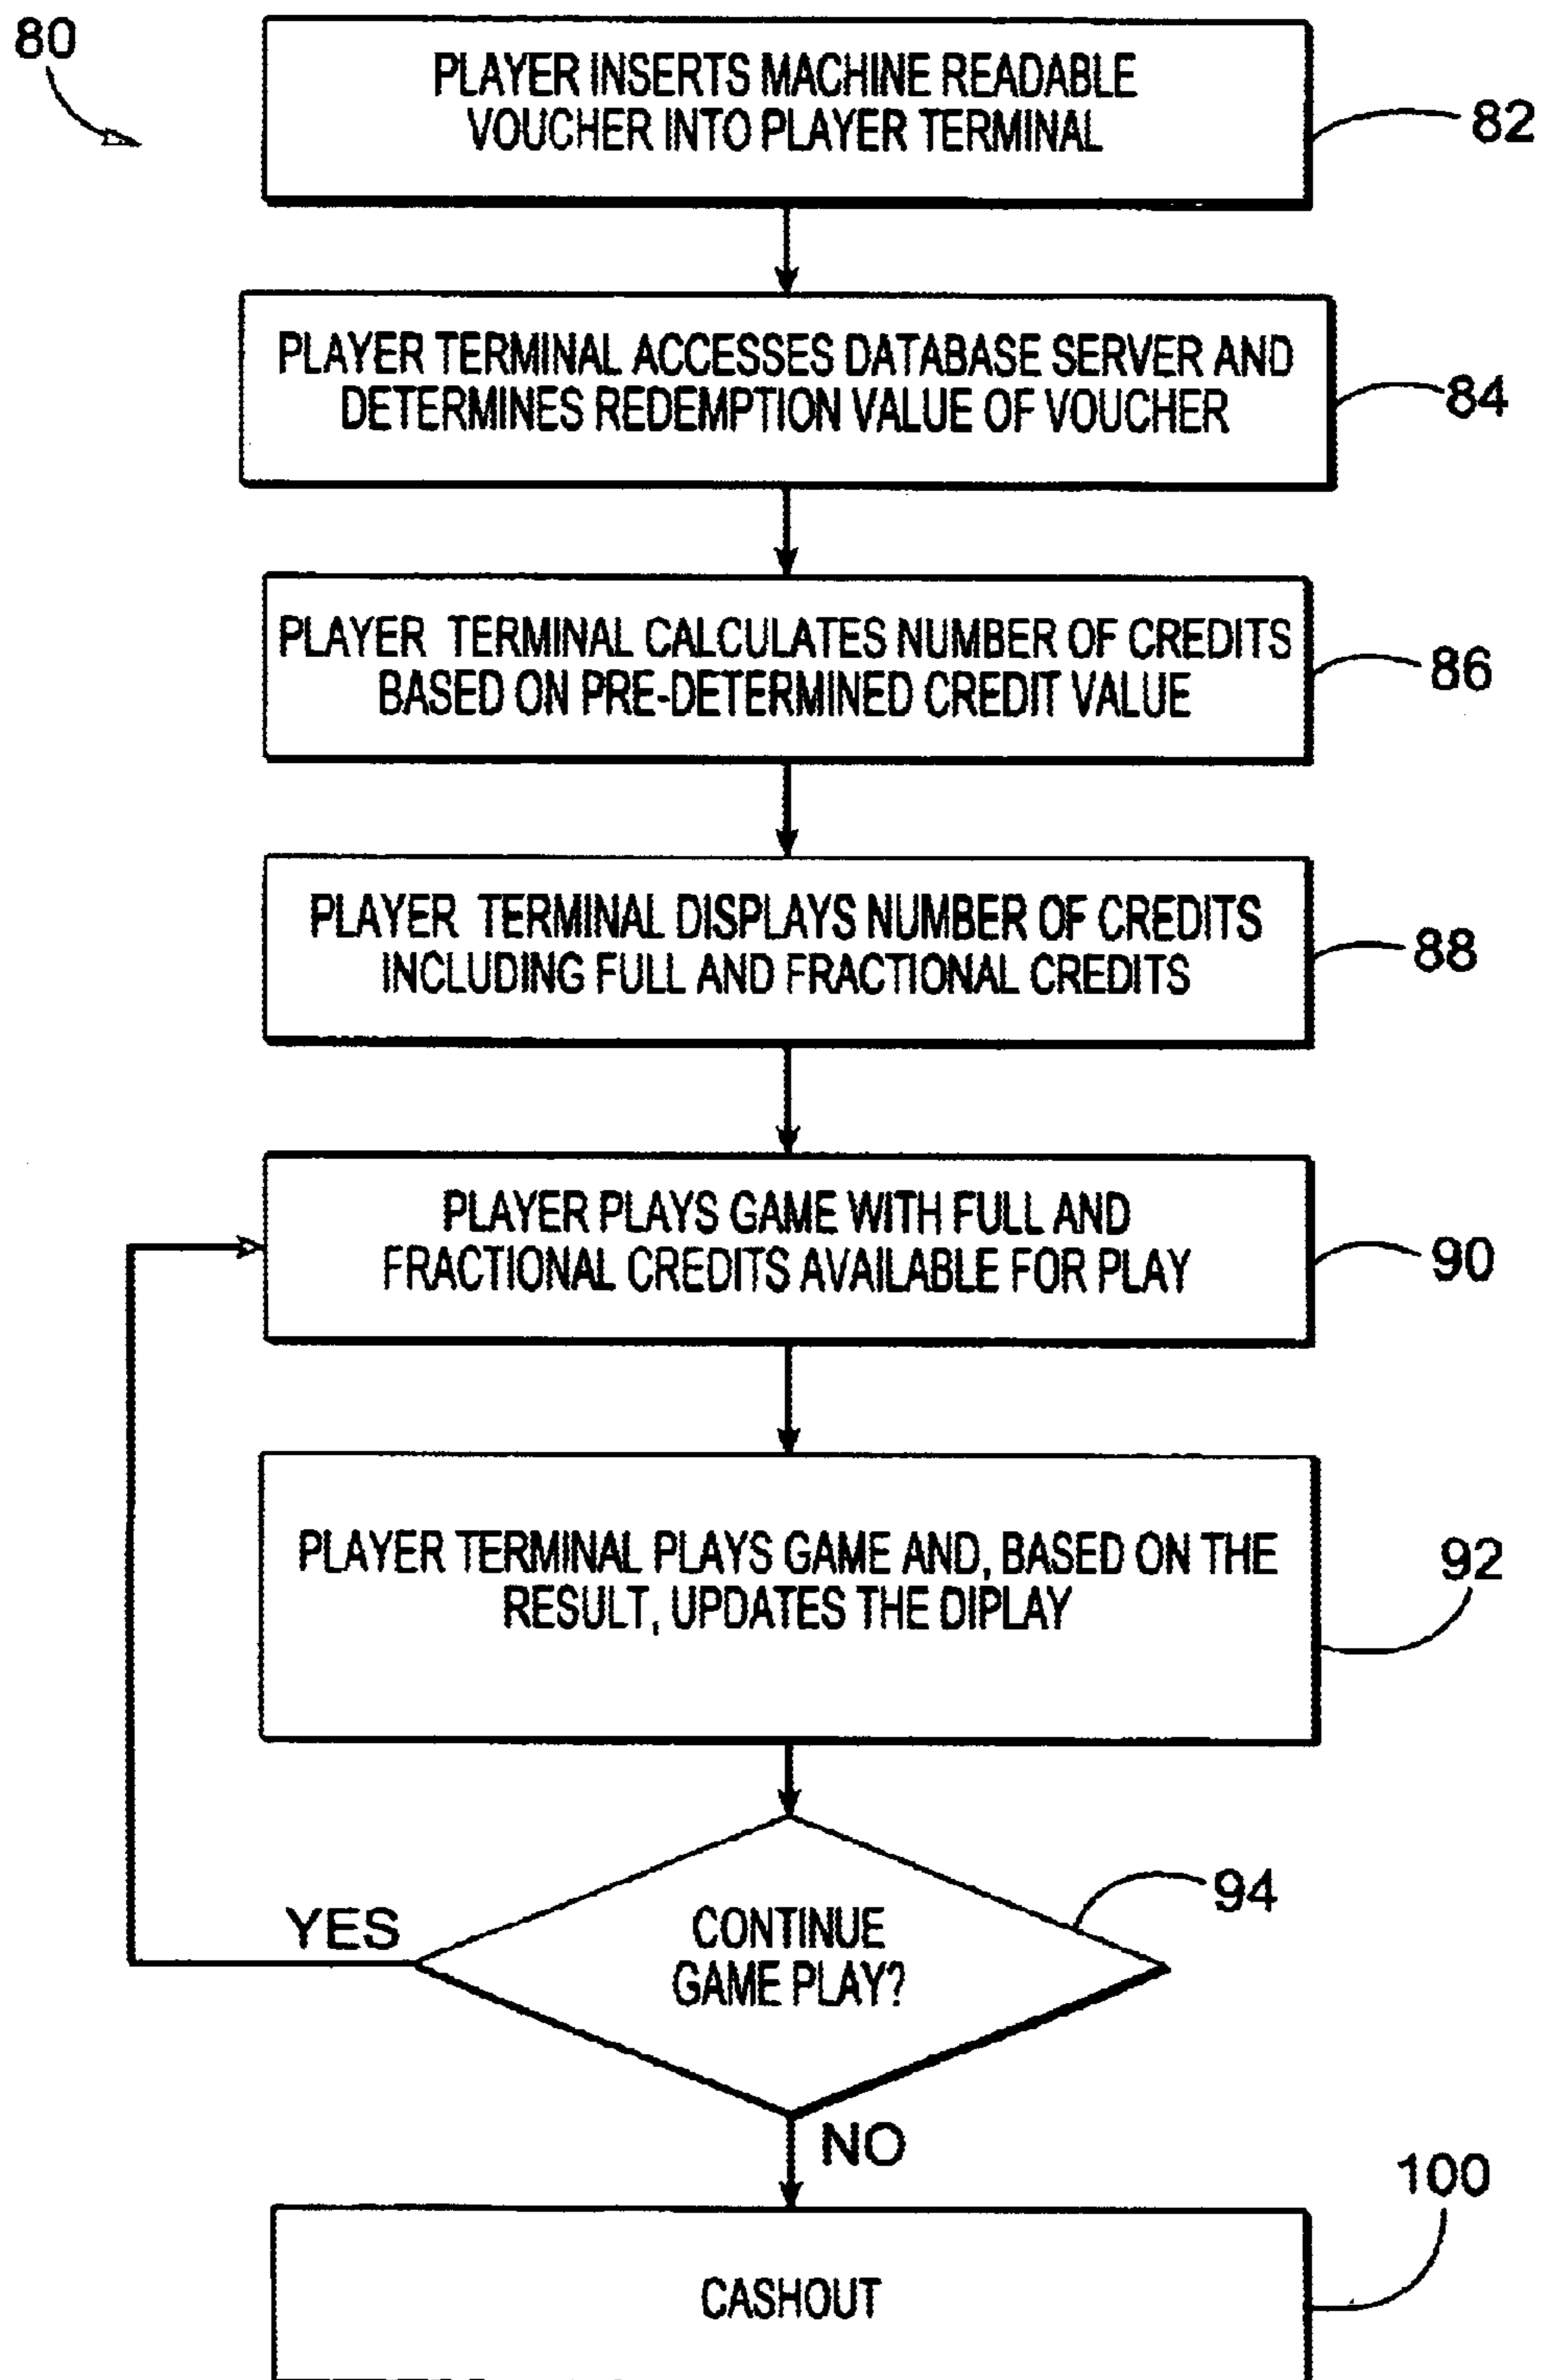 80
PLAYER INSERTS MACHINE READABLE
VOUCHER INTO PLAYER TERMINAL
82
PLAYER TERMINAL ACCESSES DATABASE SERVER AND
DETERMINES REDEMPTION VALUE OF VOUCHER
84
PLAYER TERMINAL CALCULATES NUMBER OF CREDITS
BASED ON PRE-DETERMINED CREDIT VALUE
86
PLAYER TERMINAL DISPLAYS NUMBER OF CREDITS
INCLUDING FULL AND FRACTIONAL CREDITS
88
PLAYER PLAYS GAME WITH FULL AND
FRACTIONAL CREDITS AVAILABLE FOR PLAY
90
PLAYER TERMINAL PLAYS GAME AND, BASED ON THE
RESULT, UPDATES THE DIPLAY
92
CONTINUE
GAME PLAY?
94
YES
NO
CASHOUT
100